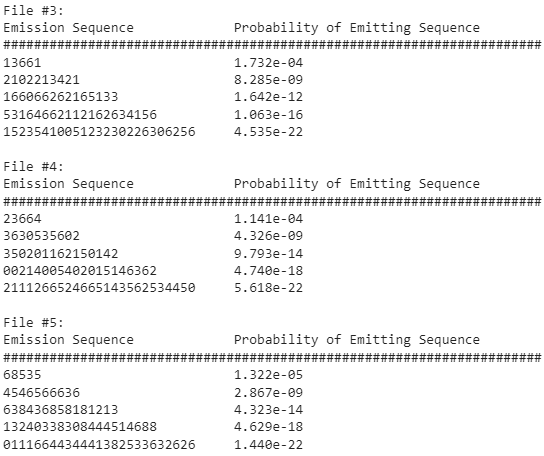 File #3:
Emission Sequence Probability of Emitting Sequence
######################################################################
13661 1.732e-04
2102213421 8.285e-09
166066262165133 1.642e-12
53164662112162634156 1.063e-16
1523541005123230226306256 4.535e-22
File #4:
Emission Sequence Probability of Emitting Sequence
######################################################################
23664 1.141e-04
3630535602 4.326e-09
350201162150142 9.793e-14
00214005402015146362 4.740e-18
2111266524665143562534450 5.618e-22
File #5:
Emission Sequence Probability of Emitting Sequence
######################################################################
68535 1.322e-05
4546566636 2.867e-09
638436858181213 4.323e-14
13240338308444514688 4.629e-18
0111664434441382533632626 1.440e-22